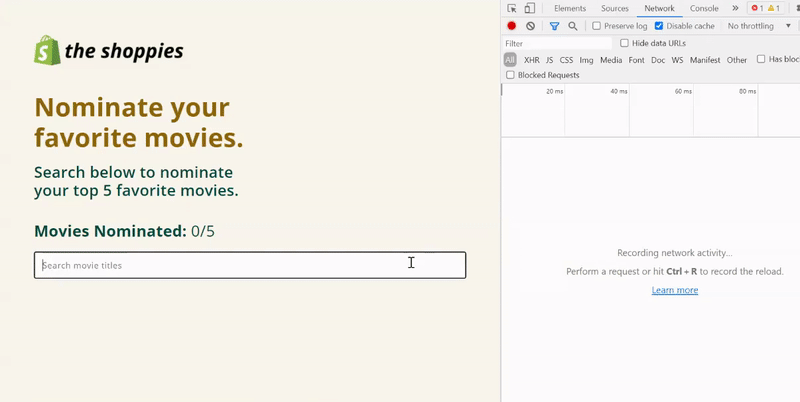 the shoppies
Nominate your
favorite movies.
Search below to nominate
your top 5 favorite movies.
Movies Nominated: 0/5
Search movie titles
Elements Sources Network Console » 1 1
Preserve log Disable cache No throttling
Filter Hide data URLs
All XHR JS CSS Img Media Font Doc WS Manifest Other Has bloc
Blocked Requests
20 ms 40 ms 60 ms 80 ms
Recording network activity...
Perform a request or hit Ctrl + R to record the reload.
Learn more